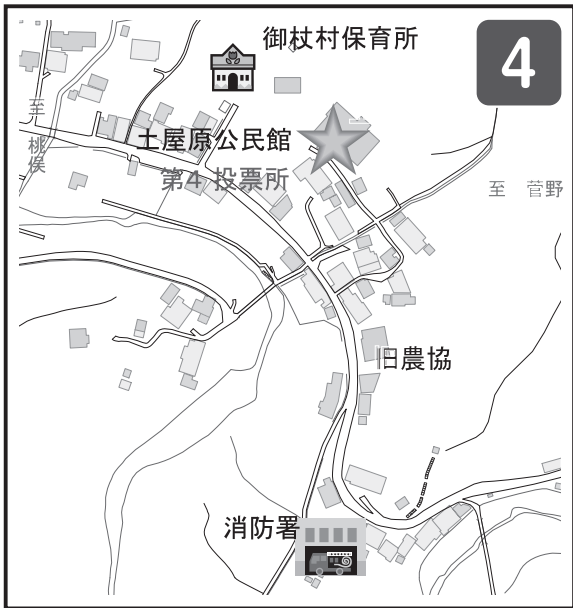 御杖村保育所
4
至 桃俣
土屋原公民館
第4 投票所
至 菅野
旧農協
消防署